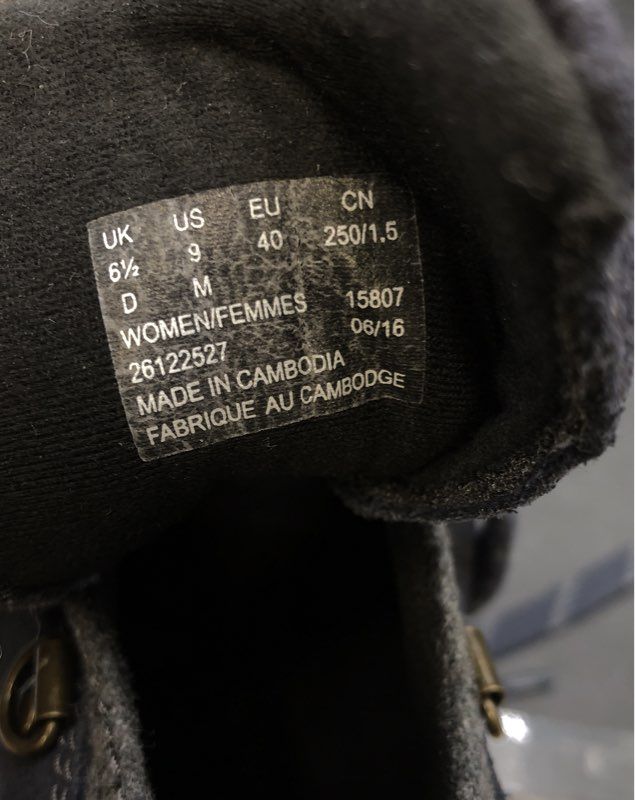 UK US EU CN
6½ 9 40 250/1.5
D M
WOMEN/FEMMES 15807
26122527 06/16
MADE IN CAMBODIA
FABRIQUE AU CAMBODGE